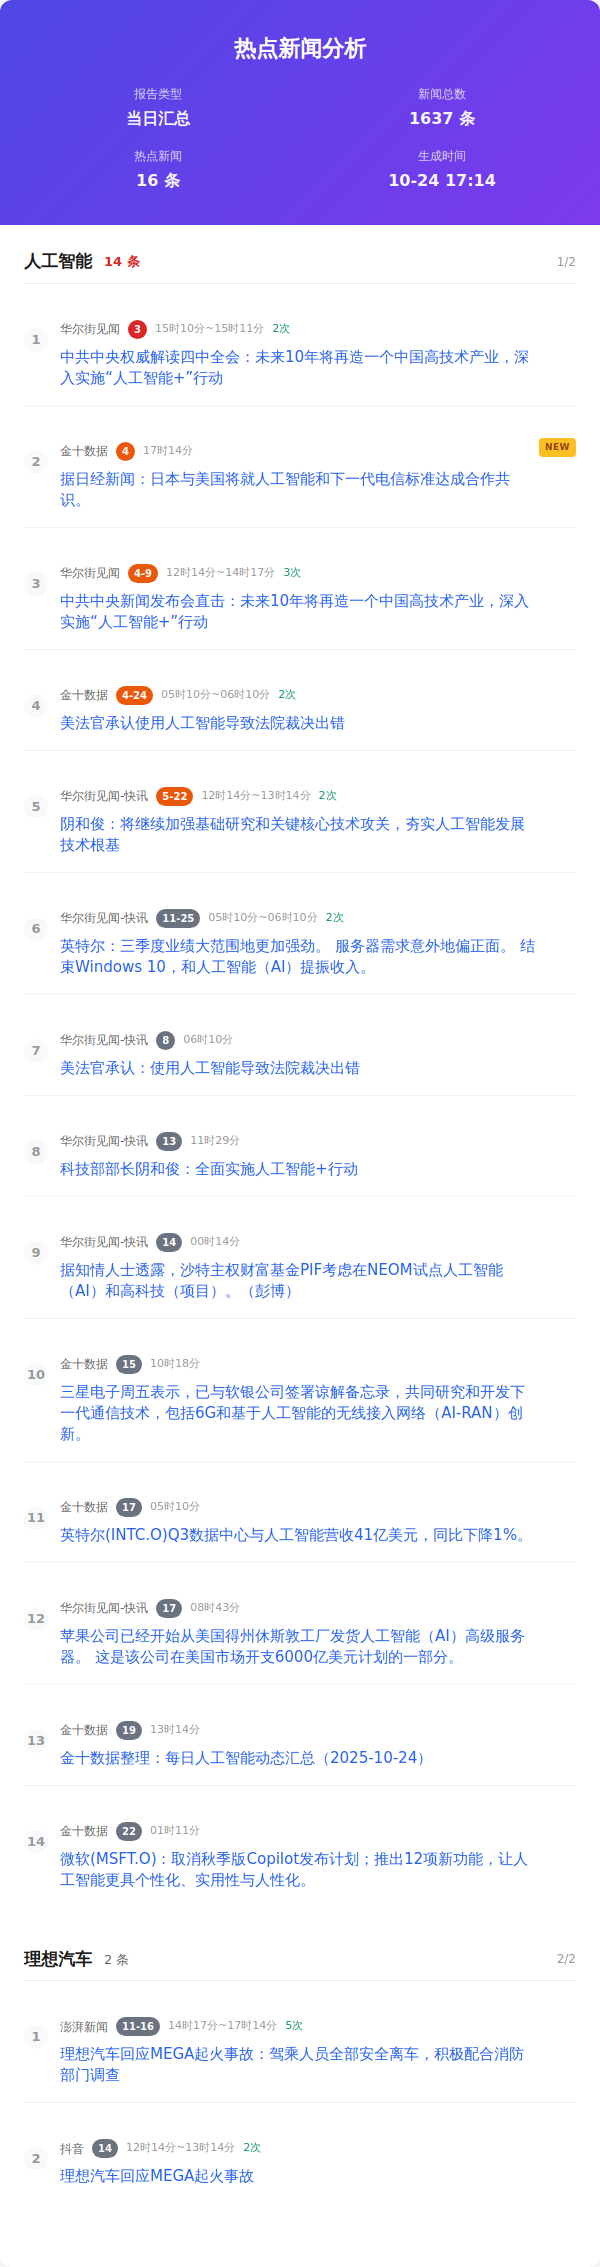 热点新闻分析
报告类型
新闻总数
当日汇总
1637 条
热点新闻
生成时间
16 条
10-24 17:14
人工智能 14 条 1/2
1
华尔街见闻 3 15时10分~15时11分 2次
中共中央权威解读四中全会：未来10年将再造一个中国高技术产业，深
入实施“人工智能+”行动
2
金十数据 4 17时14分
NEW
据日经新闻：日本与美国将就人工智能和下一代电信标准达成合作共
识。
3
华尔街见闻 4-9 12时14分~14时17分 3次
中共中央新闻发布会直击：未来10年将再造一个中国高技术产业，深入
实施“人工智能+”行动
4
金十数据 4-24 05时10分~06时10分 2次
美法官承认使用人工智能导致法院裁决出错
5
华尔街见闻-快讯 5-22 12时14分~13时14分 2次
阴和俊：将继续加强基础研究和关键核心技术攻关，夯实人工智能发展
技术根基
6
华尔街见闻-快讯 11-25 05时10分~06时10分 2次
英特尔：三季度业绩大范围地更加强劲。 服务器需求意外地偏正面。 结
束Windows 10，和人工智能（AI）提振收入。
7
华尔街见闻-快讯 8 06时10分
美法官承认：使用人工智能导致法院裁决出错
8
华尔街见闻-快讯 13 11时29分
科技部部长阴和俊：全面实施人工智能+行动
9
华尔街见闻-快讯 14 00时14分
据知情人士透露，沙特主权财富基金PIF考虑在NEOM试点人工智能
（AI）和高科技（项目）。（彭博）
10
金十数据 15 10时18分
三星电子周五表示，已与软银公司签署谅解备忘录，共同研究和开发下
一代通信技术，包括6G和基于人工智能的无线接入网络（AI-RAN）创
新。
11
金十数据 17 05时10分
英特尔(INTC.O)Q3数据中心与人工智能营收41亿美元，同比下降1%。
12
华尔街见闻-快讯 17 08时43分
苹果公司已经开始从美国得州休斯敦工厂发货人工智能（AI）高级服务
器。 这是该公司在美国市场开支6000亿美元计划的一部分。
13
金十数据 19 13时14分
金十数据整理：每日人工智能动态汇总（2025-10-24）
14
金十数据 22 01时11分
微软(MSFT.O)：取消秋季版Copilot发布计划；推出12项新功能，让人
工智能更具个性化、实用性与人性化。
理想汽车 2 条 2/2
1
澎湃新闻 11-16 14时17分~17时14分 5次
理想汽车回应MEGA起火事故：驾乘人员全部安全离车，积极配合消防
部门调查
2
抖音 14 12时14分~13时14分 2次
理想汽车回应MEGA起火事故